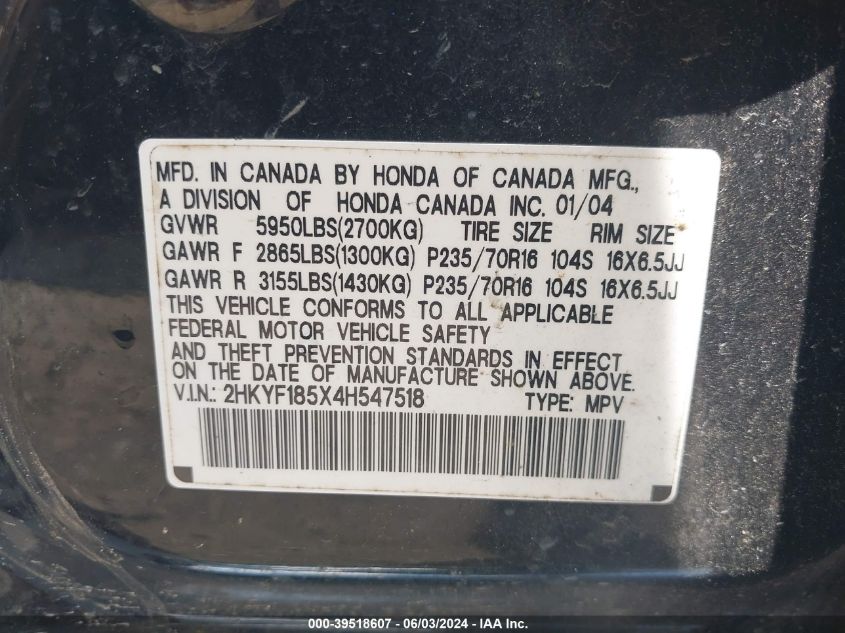 MFD. IN CANADA BY HONDA OF CANADA MFG.,
A DIVISION OF HONDA CANADA INC. 01/04
GVWR 5950LBS(2700KG) TIRE SIZE RIM SIZE
GAWR F 2865LBS(1300KG) P235/70R16 104S 16X6.5JJ
GAWR R 3155LBS(1430KG) P235/70R16 104S 16X6.5JJ
THIS VEHICLE CONFORMS TO ALL APPLICABLE
FEDERAL MOTOR VEHICLE SAFETY
AND THEFT PREVENTION STANDARDS IN EFFECT
ON THE DATE OF MANUFACTURE SHOWN ABOVE.
V.I.N.: 2HKYF185X4H547518 TYPE: MPV
000-39518607 - 06/03/2024 - IAA Inc.